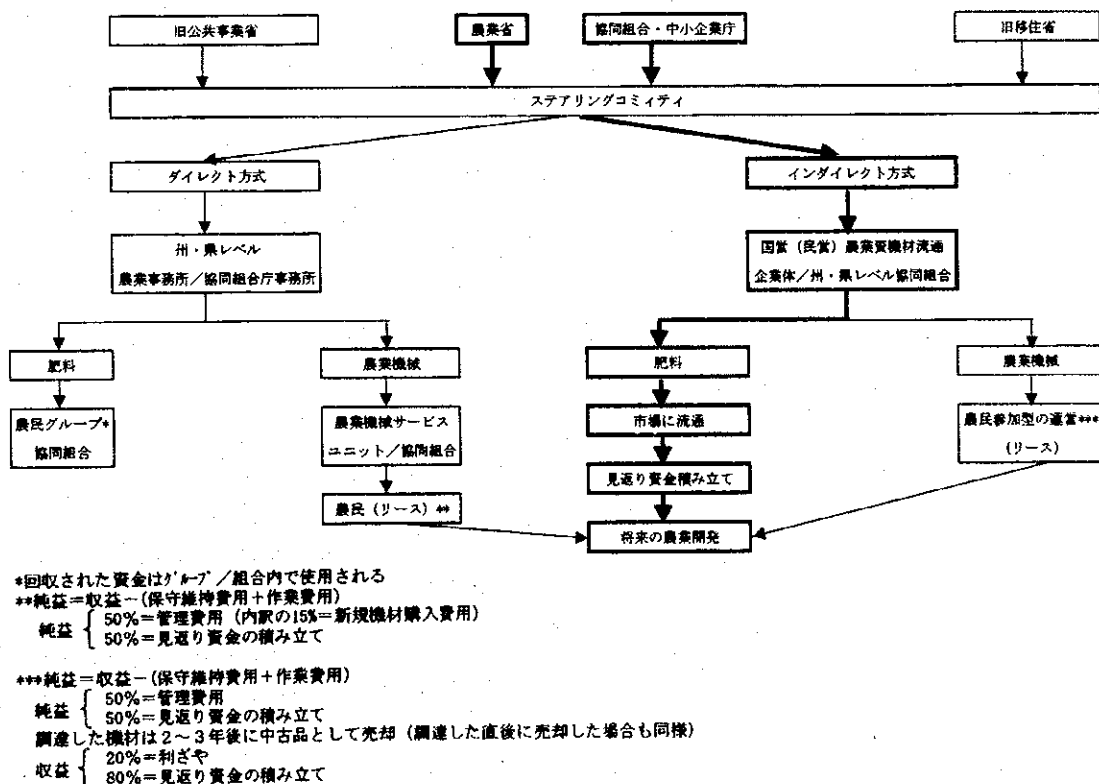 旧公共事業省
農業省
協同組合・中小企業庁
旧移住省
ステアリングコミィティ
ダイレクト方式
インダイレクト方式
州・県レベル
農業事務所／協同組合庁事務所
国営（民営）農業資機材流通
企業体／州・県レベル協同組合
肥料
農業機械
肥料
農業機械
農民グループ*
協同組合
農業機械サービス
ユニット／協同組合
市場に流通
農民参加型の運営***
(リース)
見返り資金積み立て
農民（リース）**
将来の農業開発
*回収された資金はグループ／組合内で使用される
**純益＝収益－(保守維持費用＋作業費用)
純益
50%＝管理費用（内訳の15%＝新規機材購入費用）
50%＝見返り資金の積み立て
***純益＝収益－(保守維持費用＋作業費用)
純益
50%＝管理費用
50%＝見返り資金の積み立て
調達した機材は２～３年後に中古品として売却（調達した直後に売却した場合も同様）
収益
20%＝利ざや
80%＝見返り資金の積み立て